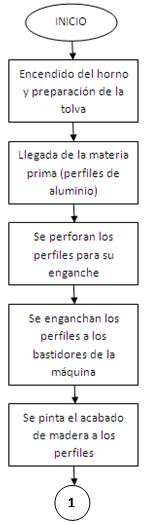 INICIO
Encendido del horno
y preparación de la
tolva
Llegada de la materia
prima (perfiles de
aluminio)
Se perforan los
perfiles para su
enganche
Se enganchan los
perfiles a los
bastidores de la
máquina
Se pinta el acabado
de madera a los
perfiles
1